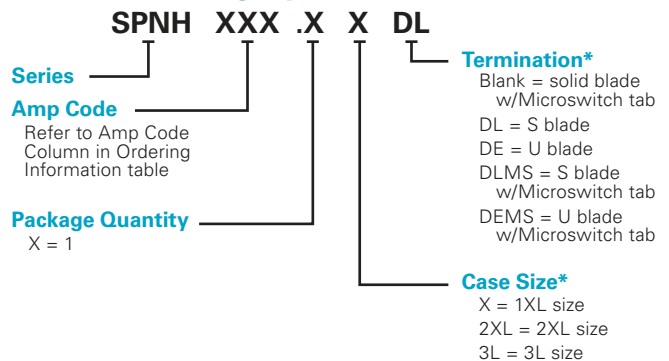 SPNH XXX .X X DL
Series
Amp Code
Refer to Amp Code
Column in Ordering
Information table
Package Quantity
X = 1
Termination*
Blank = solid blade
w/Microswitch tab
DL = S blade
DE = U blade
DLMS = S blade
w/Microswitch tab
DEMS = U blade
w/Microswitch tab
Case Size*
X = 1XL size
2XL = 2XL size
3L = 3L size